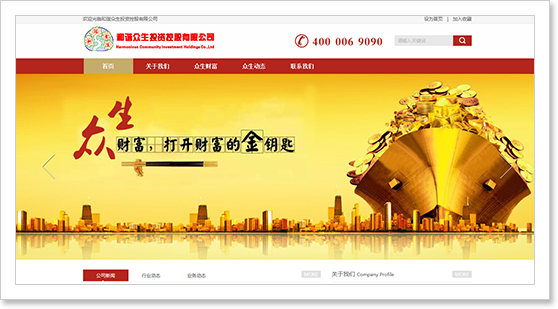 欢迎光临和谐众生投资控股有限公司
设为首页 | 加入收藏
和谐众生投资控股有限公司
Harmonious Community Investment Holdings Co.,Ltd
400 006 9090
请输入关键词
首页 关于我们 众生财富 众生动态 联系我们
众生
财富，打开财富的金钥匙
公司新闻 行业动态 业务动态 MORE
关于我们 Company Profile MORE